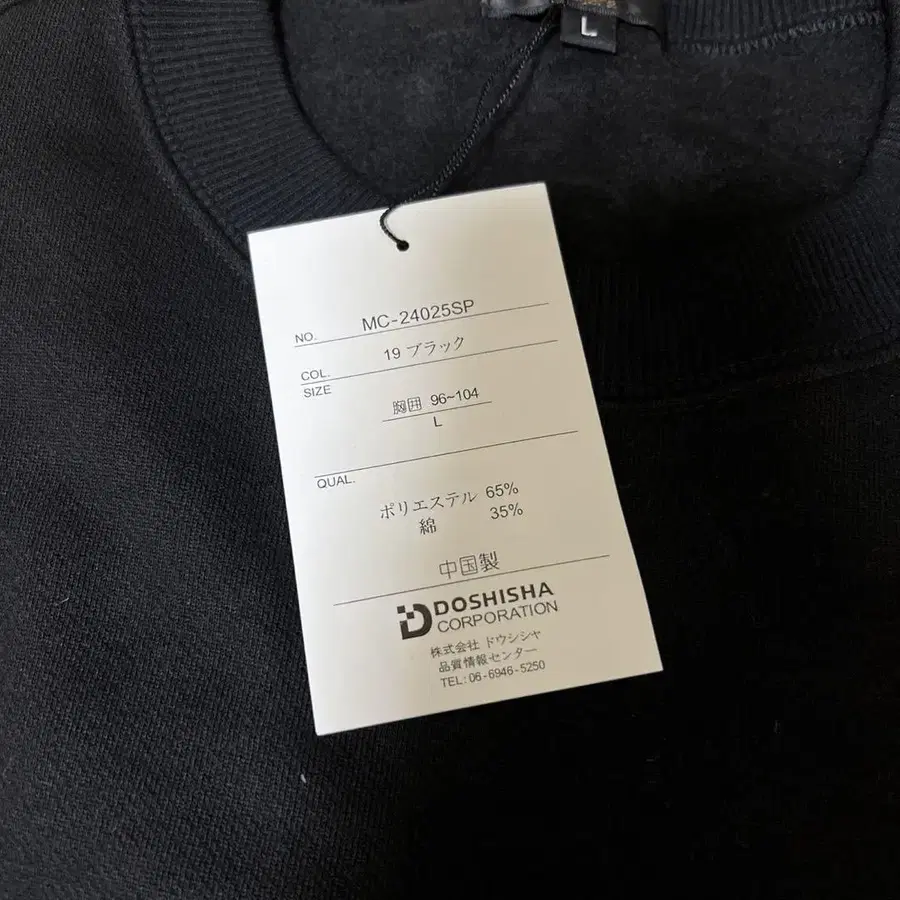 L
NO. MC-24025SP
COL. 19 ブラック
SIZE
胸囲 96~104
L
QUAL.
ポリエステル 65%
綿 35%
中国製
DOSHISHA
CORPORATION
株式会社 ドウシシャ
品質情報センター
TEL:06-6946-5250